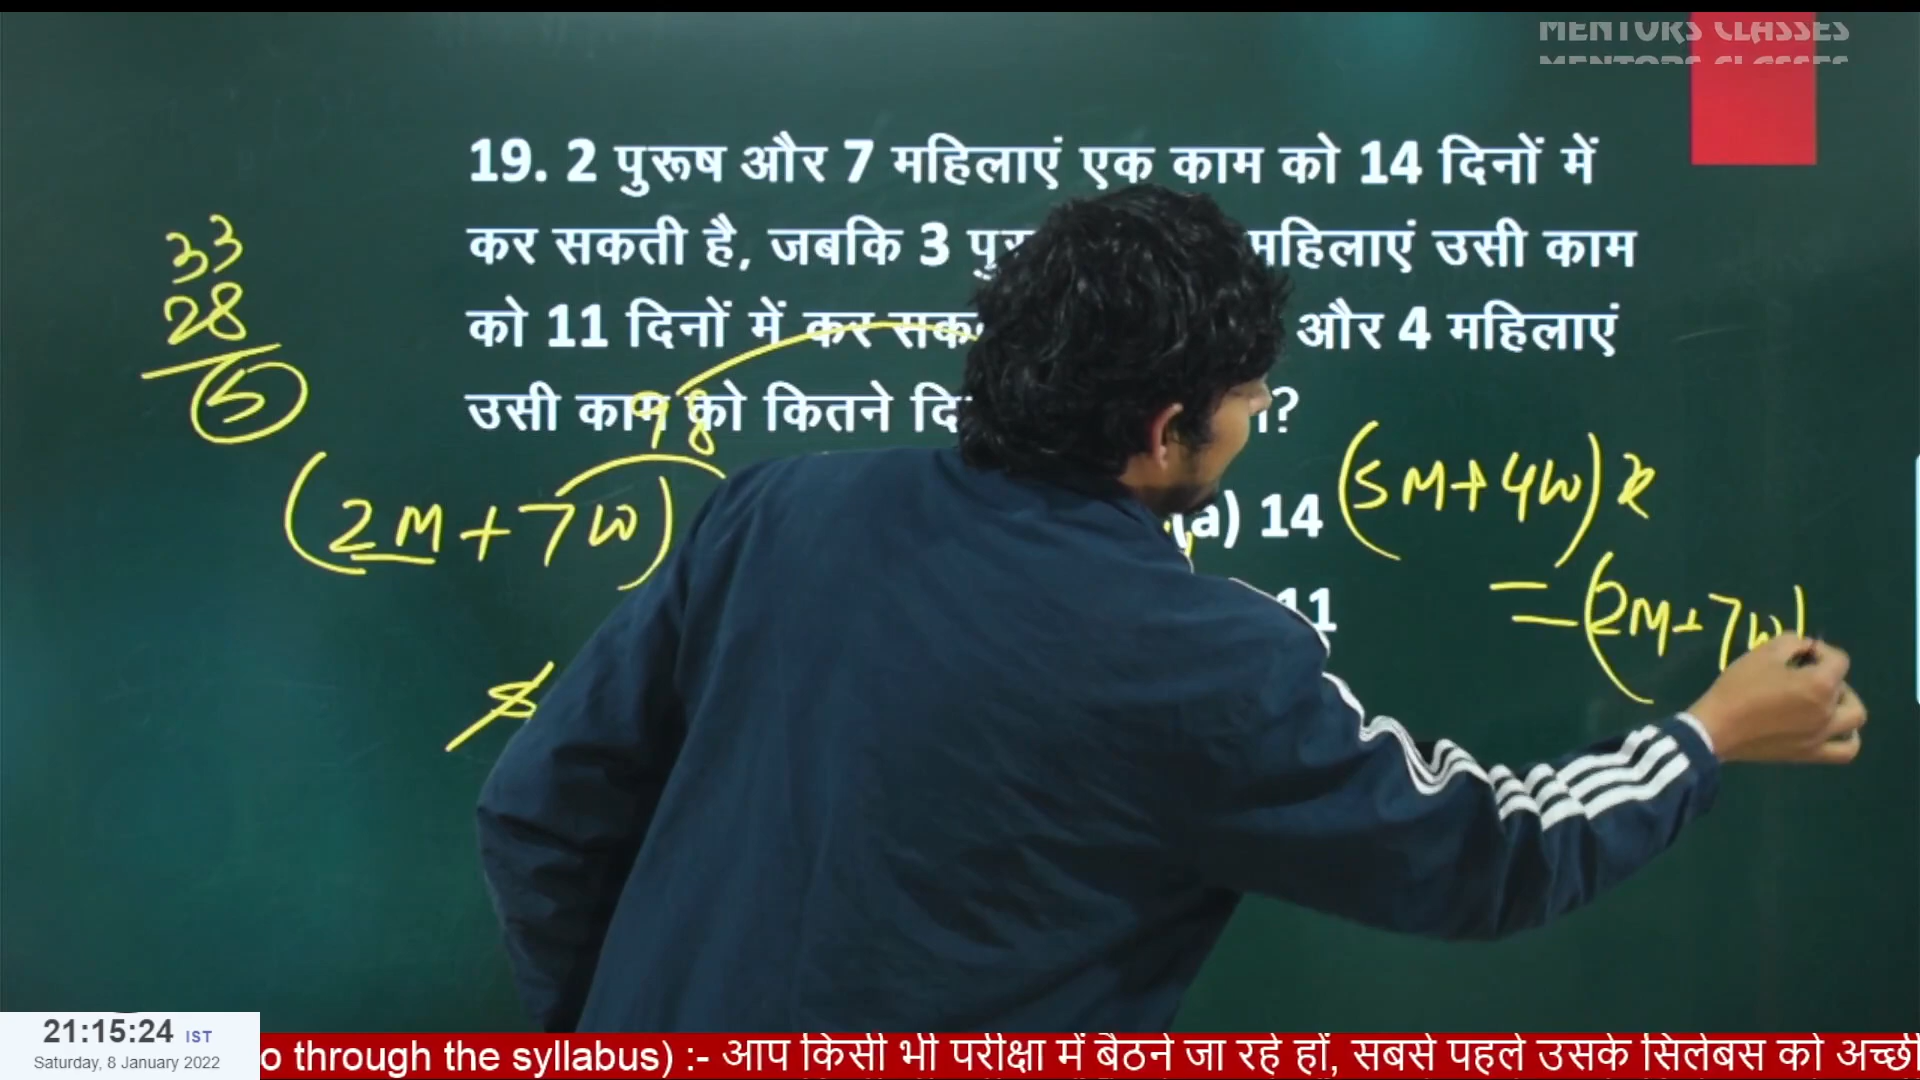 MENTORS CLASSES
19. 2 पुरूष और 7 महिलाएं एक काम को 14 दिनों में
कर सकती है, जबकि 3 महिलाएं उसी काम
को 11 दिनों में कर और 4 महिलाएं
उसी काम को कितने
(a) 14
11
33
28
5
98
(2M+7W)
(5M+4W)x
=(2M+7W)
21:15:24 IST
Saturday, 8 January 2022
through the syllabus) :- आप किसी भी परीक्षा में बैठने जा रहे हों, सबसे पहले उसके सिलेबस को